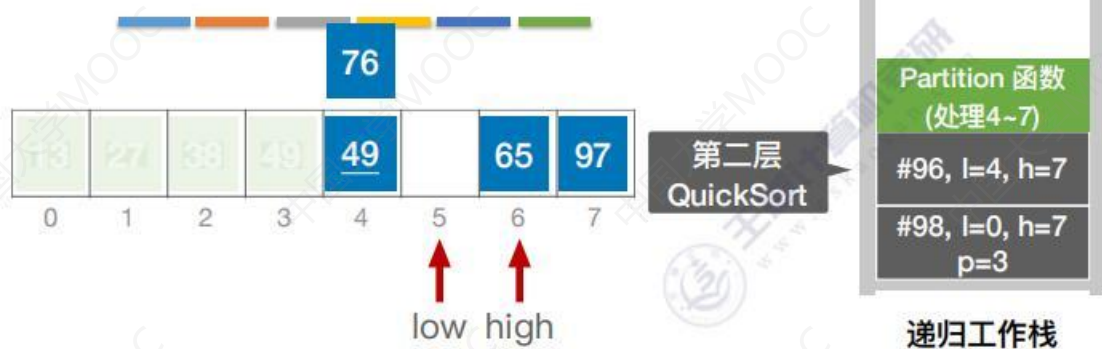 76
13 27 38 49 49 65 97
0 1 2 3 4 5 6 7
low high
第二层
QuickSort
Partition 函数
(处理4~7)
#96, l=4, h=7
#98, l=0, h=7
p=3
递归工作栈